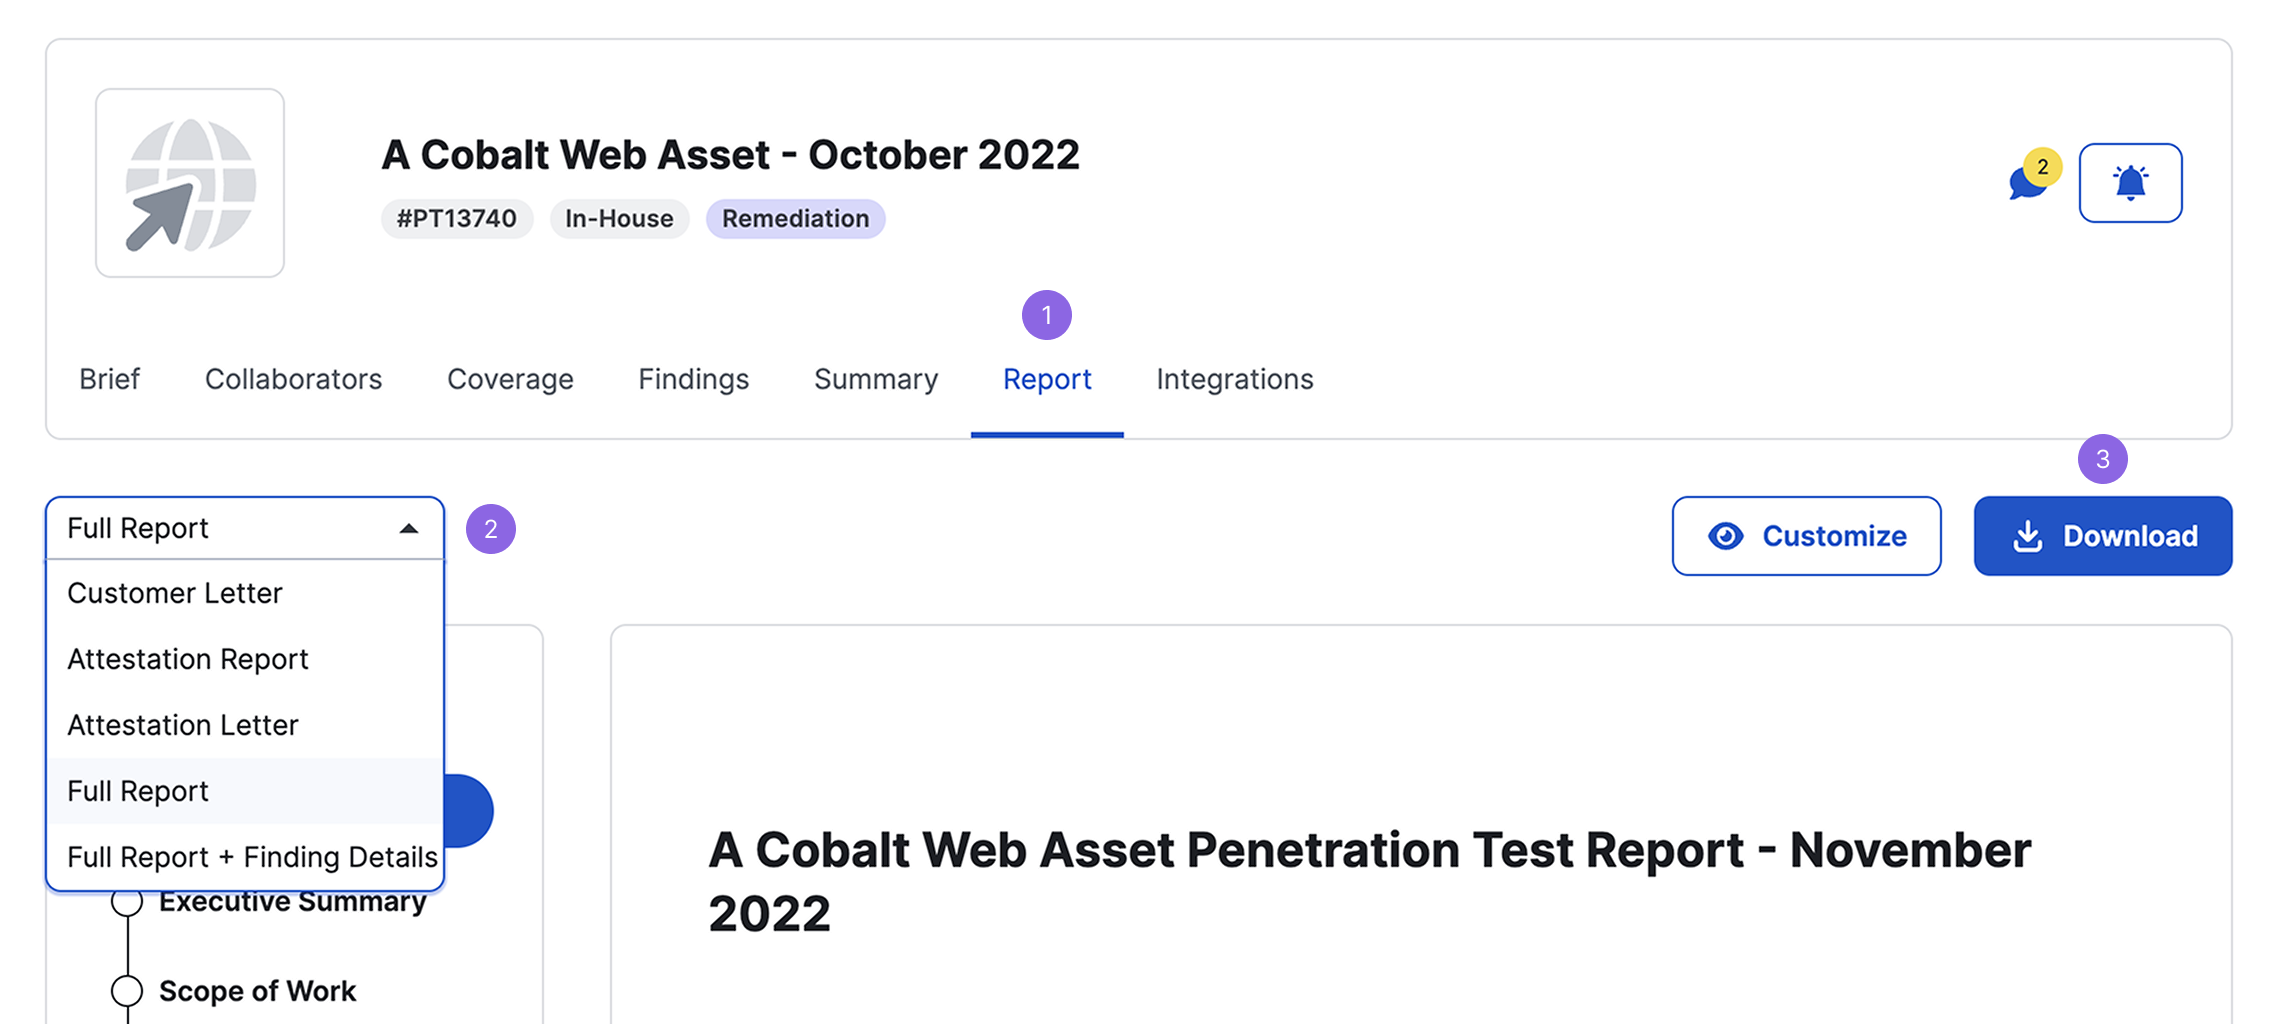 A Cobalt Web Asset - October 2022
2
#PT13740 In-House Remediation
1
Brief Collaborators Coverage Findings Summary Report Integrations
3
Full Report
2
Customize
Download
Customer Letter
Attestation Report
Attestation Letter
Full Report
Full Report + Finding Details
Executive Summary
Scope of Work
A Cobalt Web Asset Penetration Test Report - November
2022